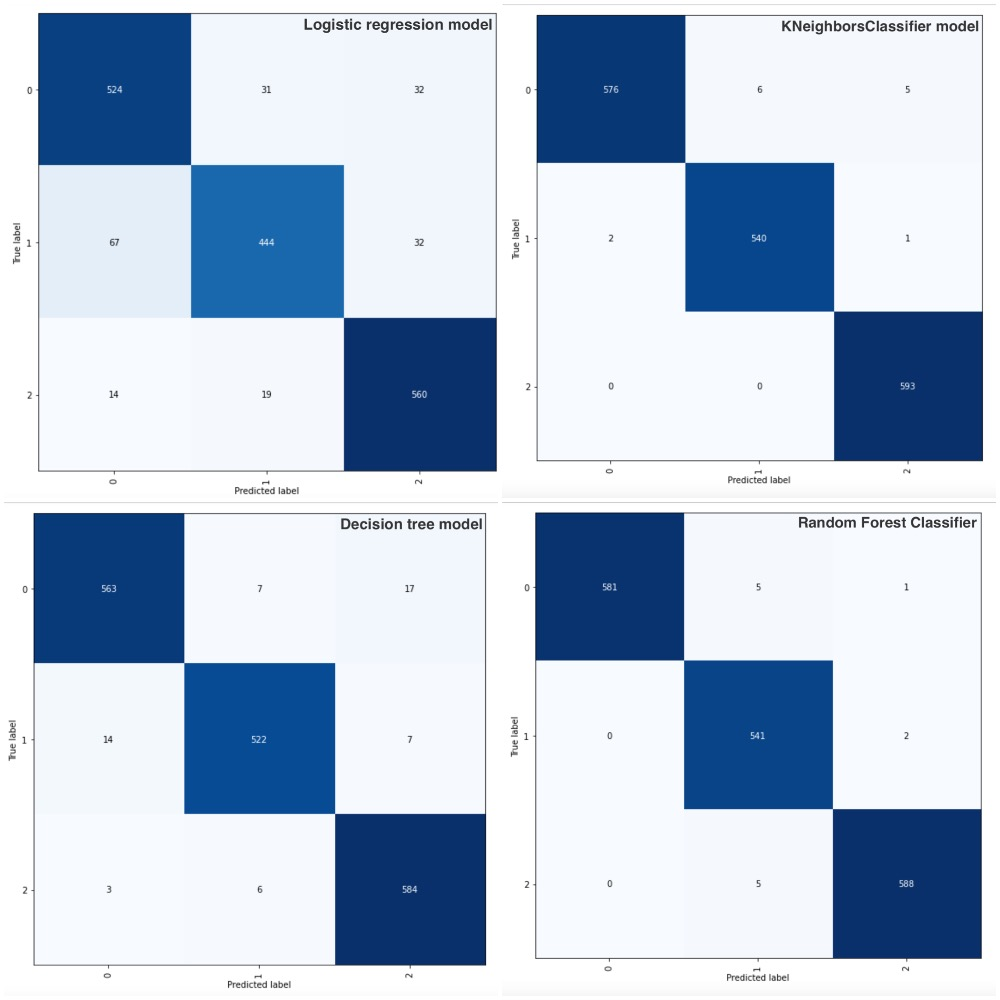 Logistic regression model
0 524 31 32
True label
1 67 444 32
2 14 19 560
0 1 2
Predicted label
KNeighborsClassifier model
0 576 6 5
True label
1 2 540 1
2 0 0 593
0 1 2
Predicted label
Decision tree model
0 563 7 17
True label
1 14 522 7
2 3 6 584
0 1 2
Predicted label
Random Forest Classifier
0 581 5 1
True label
1 0 541 2
2 0 5 588
0 1 2
Predicted label